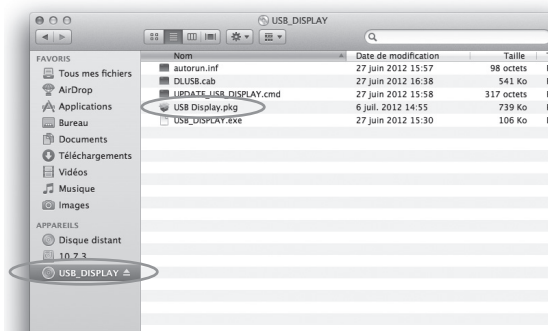 USB_DISPLAY
FAVORIS
Tous mes fichiers
AirDrop
Applications
Bureau
Documents
Téléchargements
Vidéos
Musique
Images
APPAREILS
Disque distant
10.7.3
USB_DISPLAY
Nom Date de modification Taille
autorun.inf 27 juin 2012 15:57 98 octets
DLUSB.cab 27 juin 2012 16:38 541 Ko
UPDATE_USB_DISPLAY.cmd 27 juin 2012 15:58 317 octets
USB Display.pkg 6 juil. 2012 14:55 739 Ko
USB_DISPLAY.exe 27 juin 2012 15:30 106 Ko